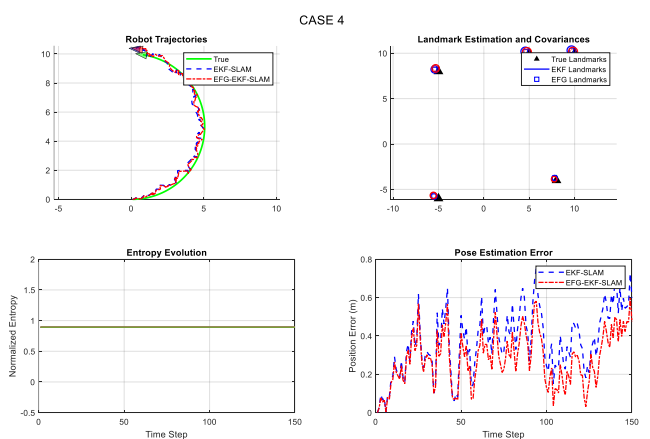 CASE 4
Robot Trajectories
10
8
6
4
2
0
-5
0
5
10
True
EKF-SLAM
EFG-EKF-SLAM
Landmark Estimation and Covariances
10
5
0
-5
-10
-5
0
5
10
True Landmarks
EKF Landmarks
EFG Landmarks
Entropy Evolution
Normalized Entropy
2
1.5
1
0.5
0
-0.5
0
50
100
150
Time Step
Pose Estimation Error
Position Error (m)
0.8
0.6
0.4
0.2
0
0
50
100
150
Time Step
EKF-SLAM
EFG-EKF-SLAM